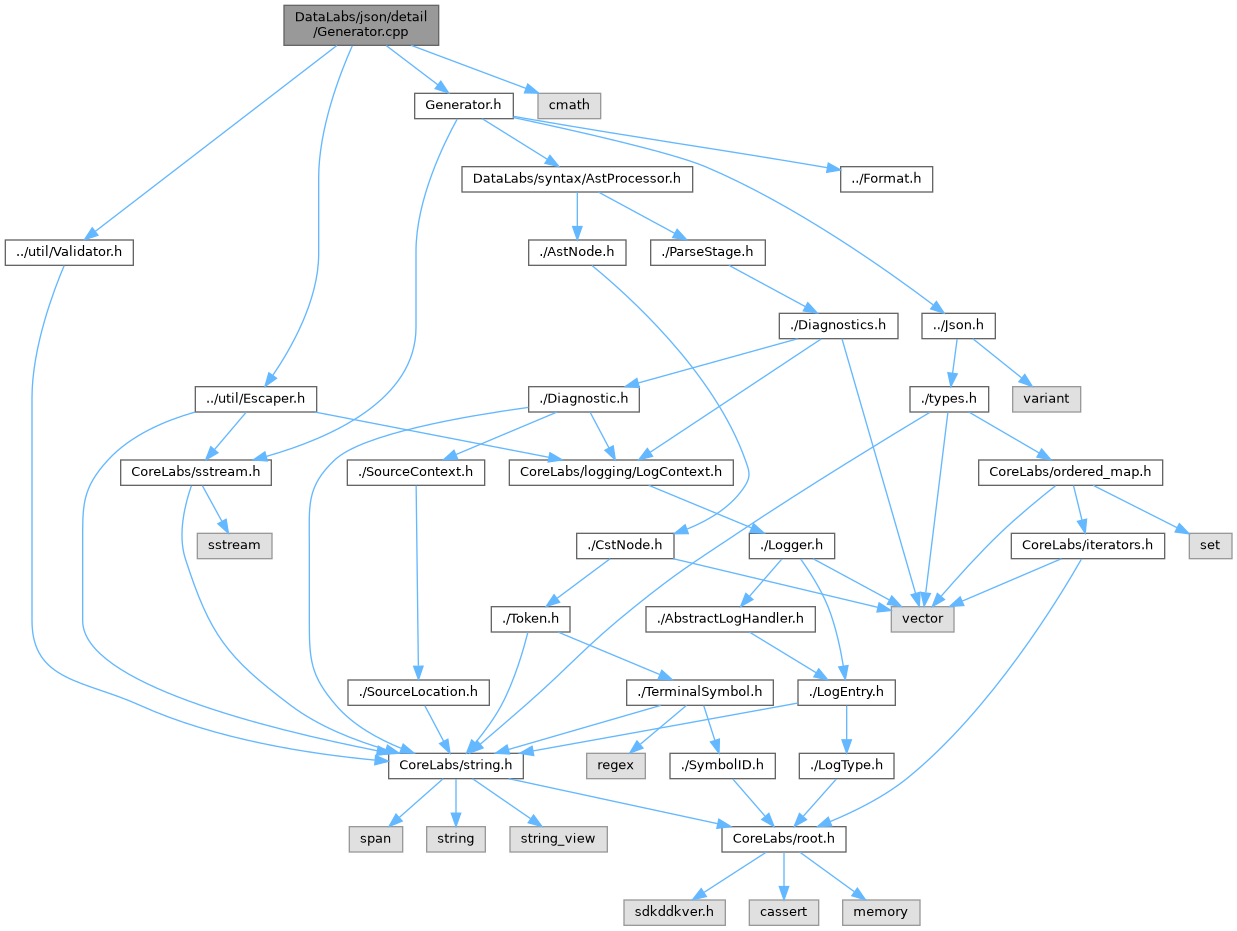 DataLabs/json/detail
/Generator.cpp
Generator.h
cmath
DataLabs/syntax/AstProcessor.h
../Format.h
../util/Validator.h
./AstNode.h
./ParseStage.h
./Diagnostics.h
../Json.h
../util/Escaper.h
./Diagnostic.h
./types.h
variant
CoreLabs/sstream.h
./SourceContext.h
CoreLabs/logging/LogContext.h
CoreLabs/ordered_map.h
sstream
./CstNode.h
./Logger.h
CoreLabs/iterators.h
set
./Token.h
./AbstractLogHandler.h
vector
./SourceLocation.h
./TerminalSymbol.h
./LogEntry.h
CoreLabs/string.h
regex
./SymbolID.h
./LogType.h
span
string
string_view
CoreLabs/root.h
sdkddkver.h
cassert
memory